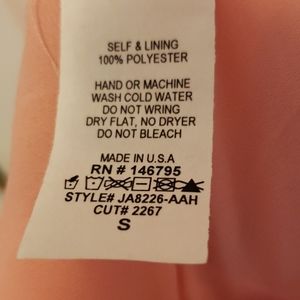 SELF & LINING
100% POLYESTER
HAND OR MACHINE
WASH COLD WATER
DO NOT WRING
DRY FLAT, NO DRYER
DO NOT BLEACH
MADE IN U.S.A
RN # 146795
STYLE# JA8226-AAH
CUT# 2267
S